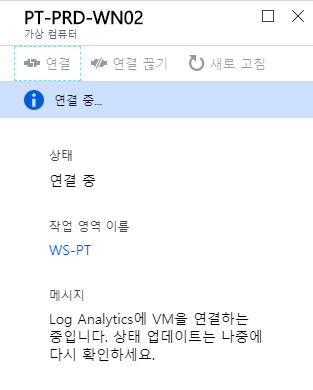 PT-PRD-WN02
가상 컴퓨터
연결 연결 끊기 새로 고침
연결 중...
상태
연결 중
작업 영역 이름
WS-PT
메시지
Log Analytics에 VM을 연결하는
중입니다. 상태 업데이트는 나중에
다시 확인하세요.